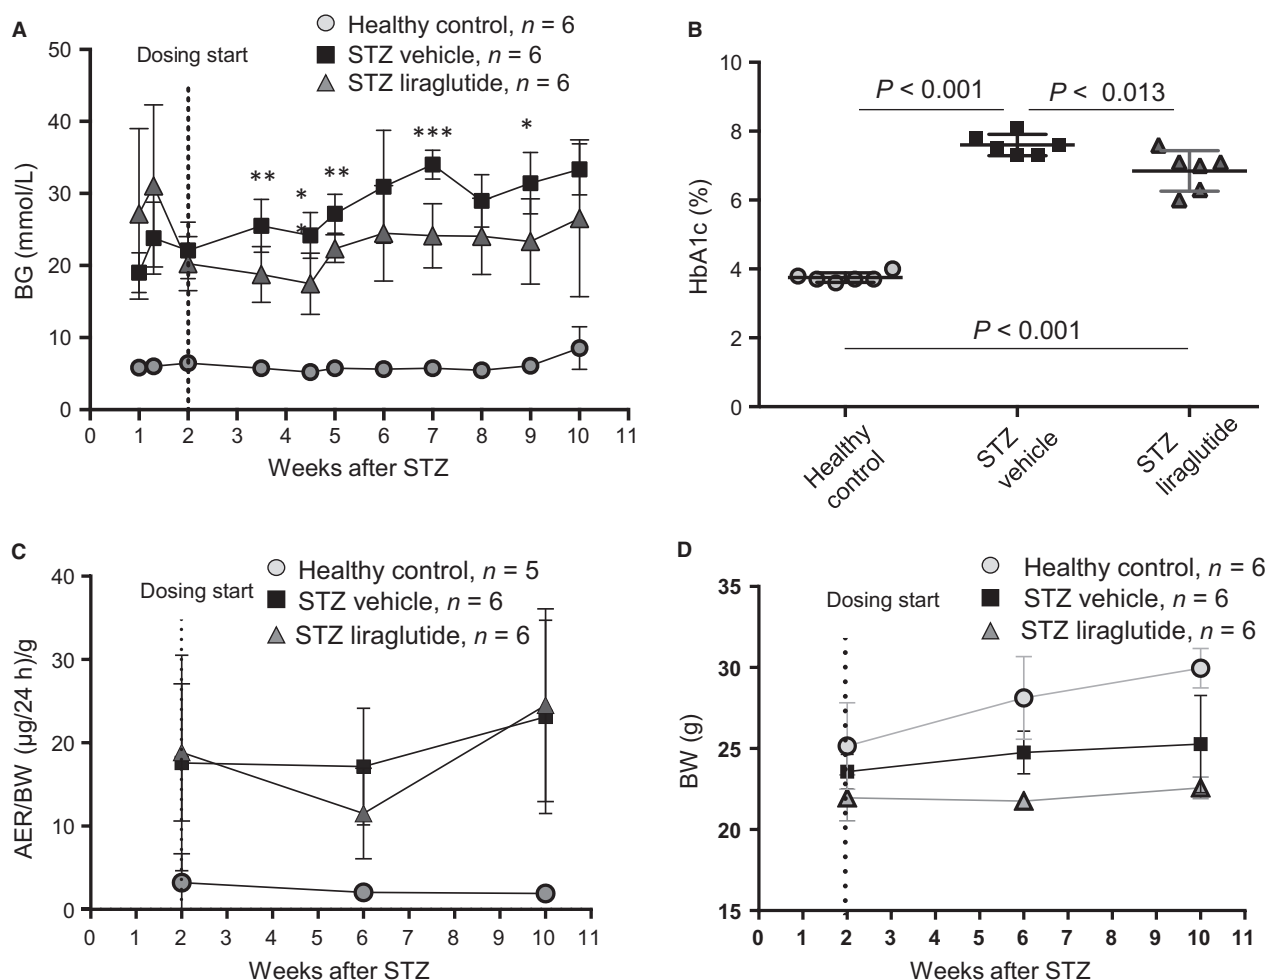 A
Healthy control, n = 6
STZ vehicle, n = 6
STZ liraglutide, n = 6
Dosing start
BG (mmol/L)
50
40
30
20
10
0
** * * ** *** *
0 1 2 3 4 5 6 7 8 9 10 11
Weeks after STZ
B
HbA1c (%)
10
8
6
4
2
0
P < 0.001
P < 0.013
P < 0.001
Healthy
control
STZ
vehicle
STZ
liraglutide
C
Healthy control, n = 5
STZ vehicle, n = 6
STZ liraglutide, n = 6
Dosing start
AER/BW (µg/24 h)/g
40
30
20
10
0
0 1 2 3 4 5 6 7 8 9 10 11
Weeks after STZ
D
Healthy control, n = 6
STZ vehicle, n = 6
STZ liraglutide, n = 6
Dosing start
BW (g)
35
30
25
20
15
0 1 2 3 4 5 6 7 8 9 10 11
Weeks after STZ